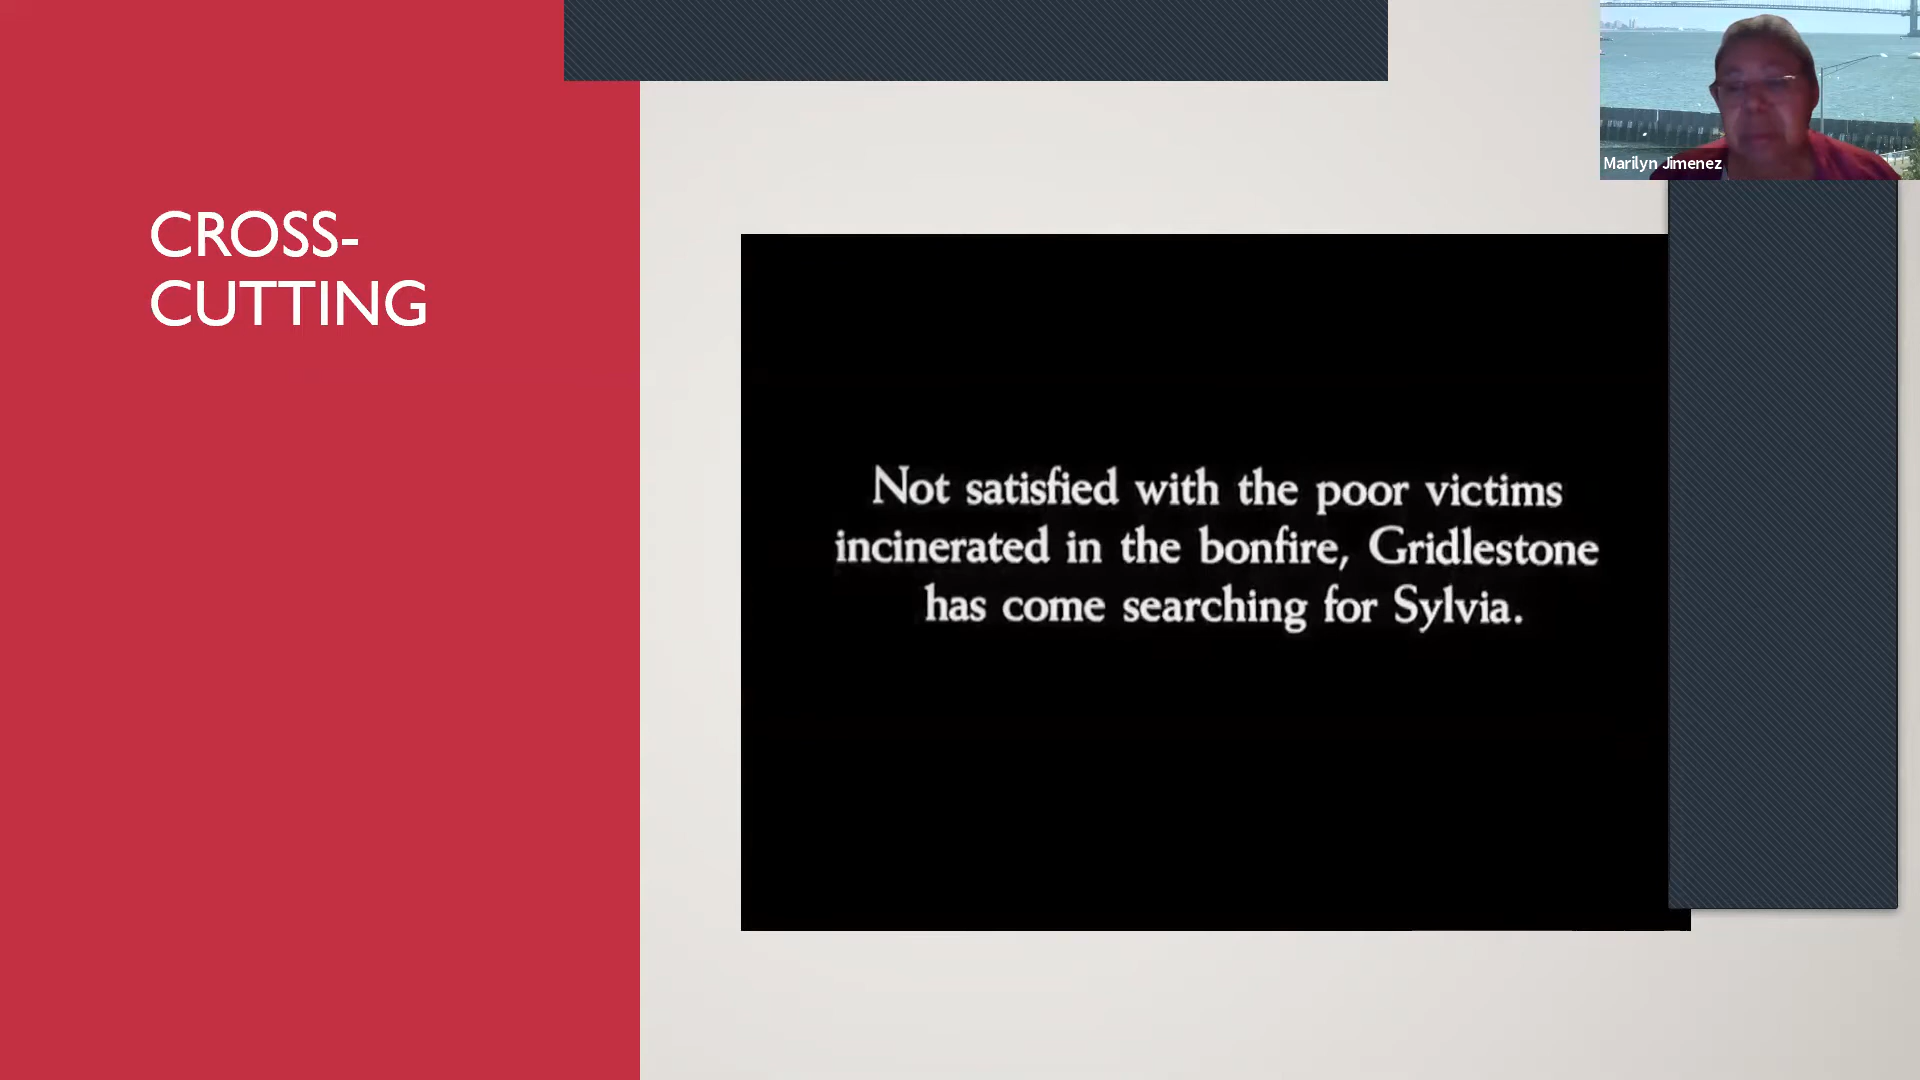 CROSS-
CUTTING
Marilyn Jimenez
Not satisfied with the poor victims
incinerated in the bonfire, Gridlestone
has come searching for Sylvia.